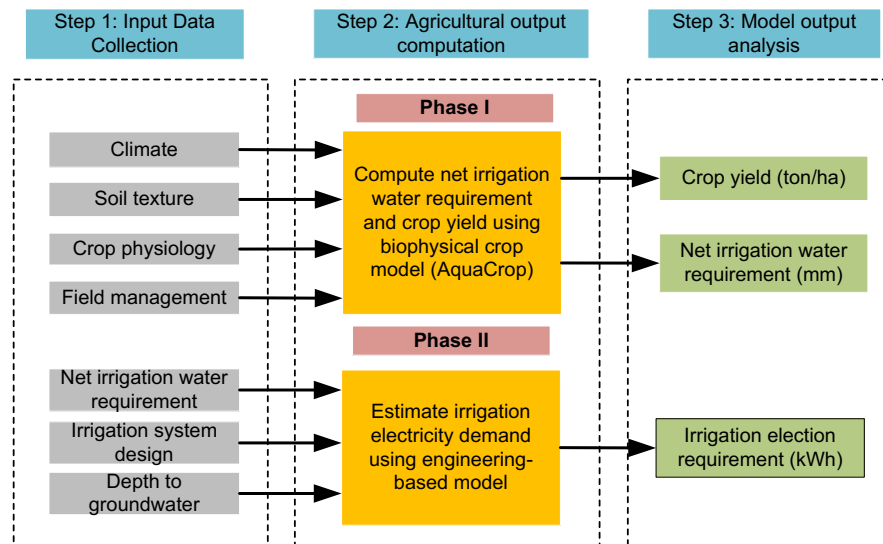 Step 1: Input Data
Collection
Step 2: Agricultural output
computation
Step 3: Model output
analysis
Phase I
Climate
Soil texture
Crop physiology
Field management
Compute net irrigation
water requirement
and crop yield using
biophysical crop
model (AquaCrop)
Crop yield (ton/ha)
Net irrigation water
requirement (mm)
Phase II
Net irrigation water
requirement
Irrigation system
design
Depth to
groundwater
Estimate irrigation
electricity demand
using engineering-
based model
Irrigation election
requirement (kWh)